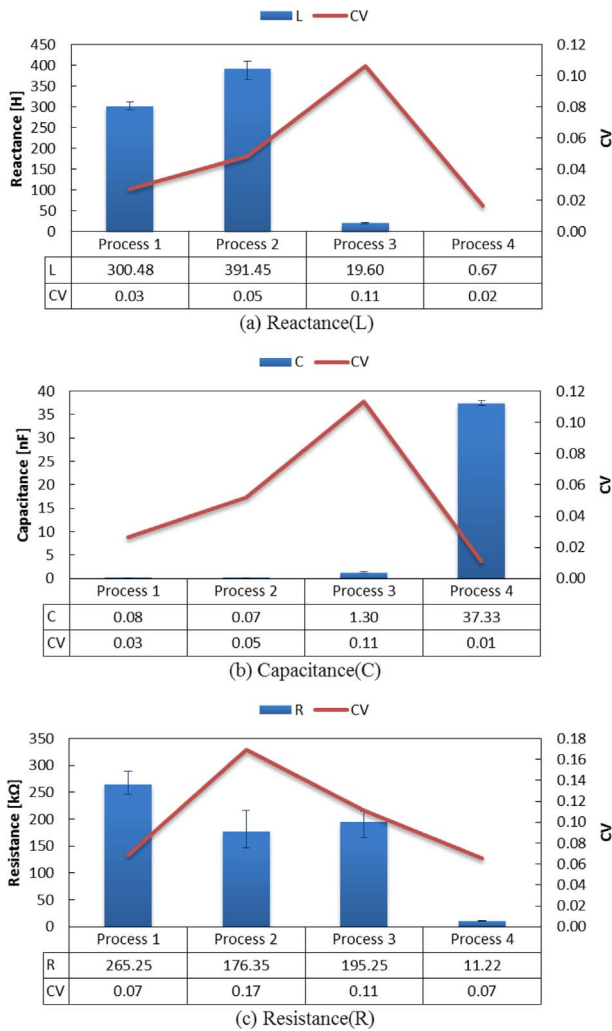 L CV
Reactance [H]
450
400
350
300
250
200
150
100
50
0
0.12
0.10
0.08
0.06
0.04
0.02
0.00
CV
Process 1 Process 2 Process 3 Process 4
L 300.48 391.45 19.60 0.67
CV 0.03 0.05 0.11 0.02
(a) Reactance(L)
C CV
Capacitance [nF]
40
35
30
25
20
15
10
5
0
0.12
0.10
0.08
0.06
0.04
0.02
0.00
CV
Process 1 Process 2 Process 3 Process 4
C 0.08 0.07 1.30 37.33
CV 0.03 0.05 0.11 0.01
(b) Capacitance(C)
R CV
Resistance [kΩ]
350
300
250
200
150
100
50
0
0.18
0.16
0.14
0.12
0.10
0.08
0.06
0.04
0.02
0.00
CV
Process 1 Process 2 Process 3 Process 4
R 265.25 176.35 195.25 11.22
CV 0.07 0.17 0.11 0.07
(c) Resistance(R)